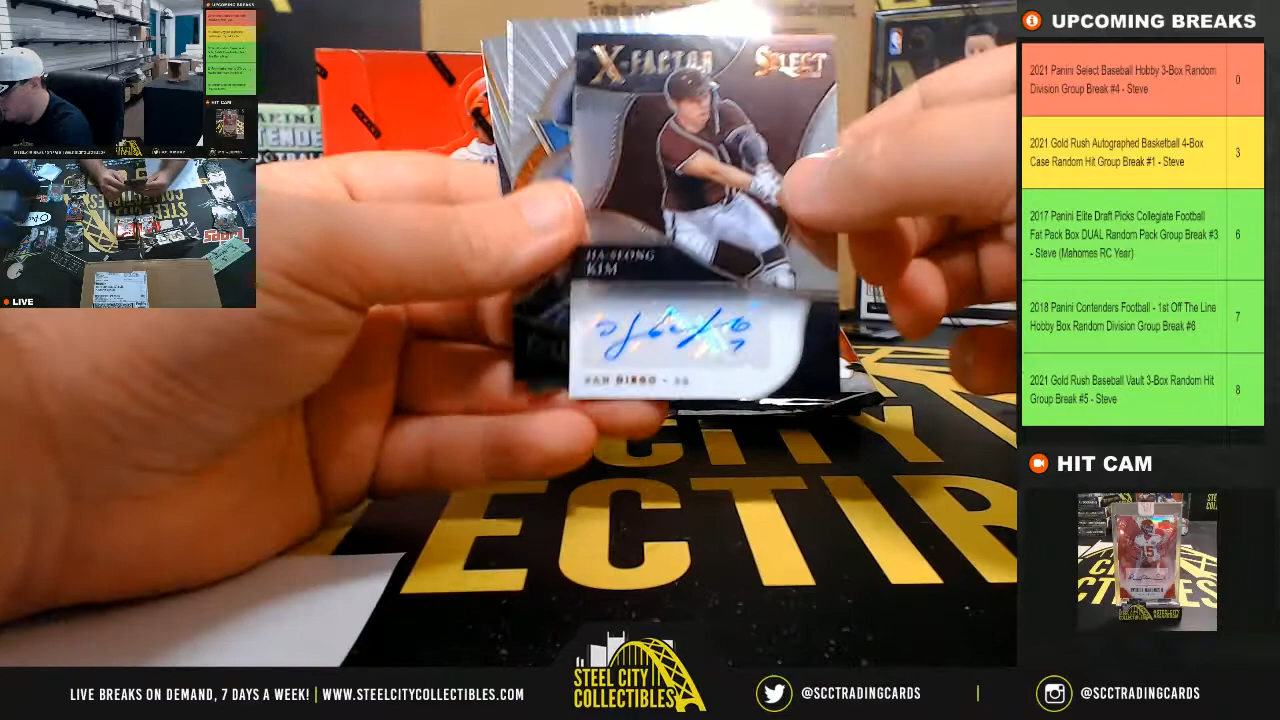 UPCOMING BREAKS
2021 Panini Select Baseball Hobby 3-Box Random
Division Group Break #4 - Steve
0
2021 Gold Rush Autographed Basketball 4-Box
Case Random Hit Group Break #1 - Steve
3
2017 Panini Elite Draft Picks Collegiate Football
Fat Pack Box DUAL Random Pack Group Break #3
- Steve (Mahomes RC Year)
6
2018 Panini Contenders Football - 1st Off The Line
Hobby Box Random Division Group Break #6
7
2021 Gold Rush Baseball Vault 3-Box Random Hit
Group Break #5 - Steve
8
HIT CAM
X-FACTOR
SELECT
HA-SEONG
KIM
SAN DIEGO
PANINI
LIVE
CITY
ECTIB
LIVE BREAKS ON DEMAND, 7 DAYS A WEEK! | WWW.STEELCITYCOLLECTIBLES.COM
STEEL CITY
COLLECTIBLES
@SCCTRADINGCARDS
|
@SCCTRADINGCARDS